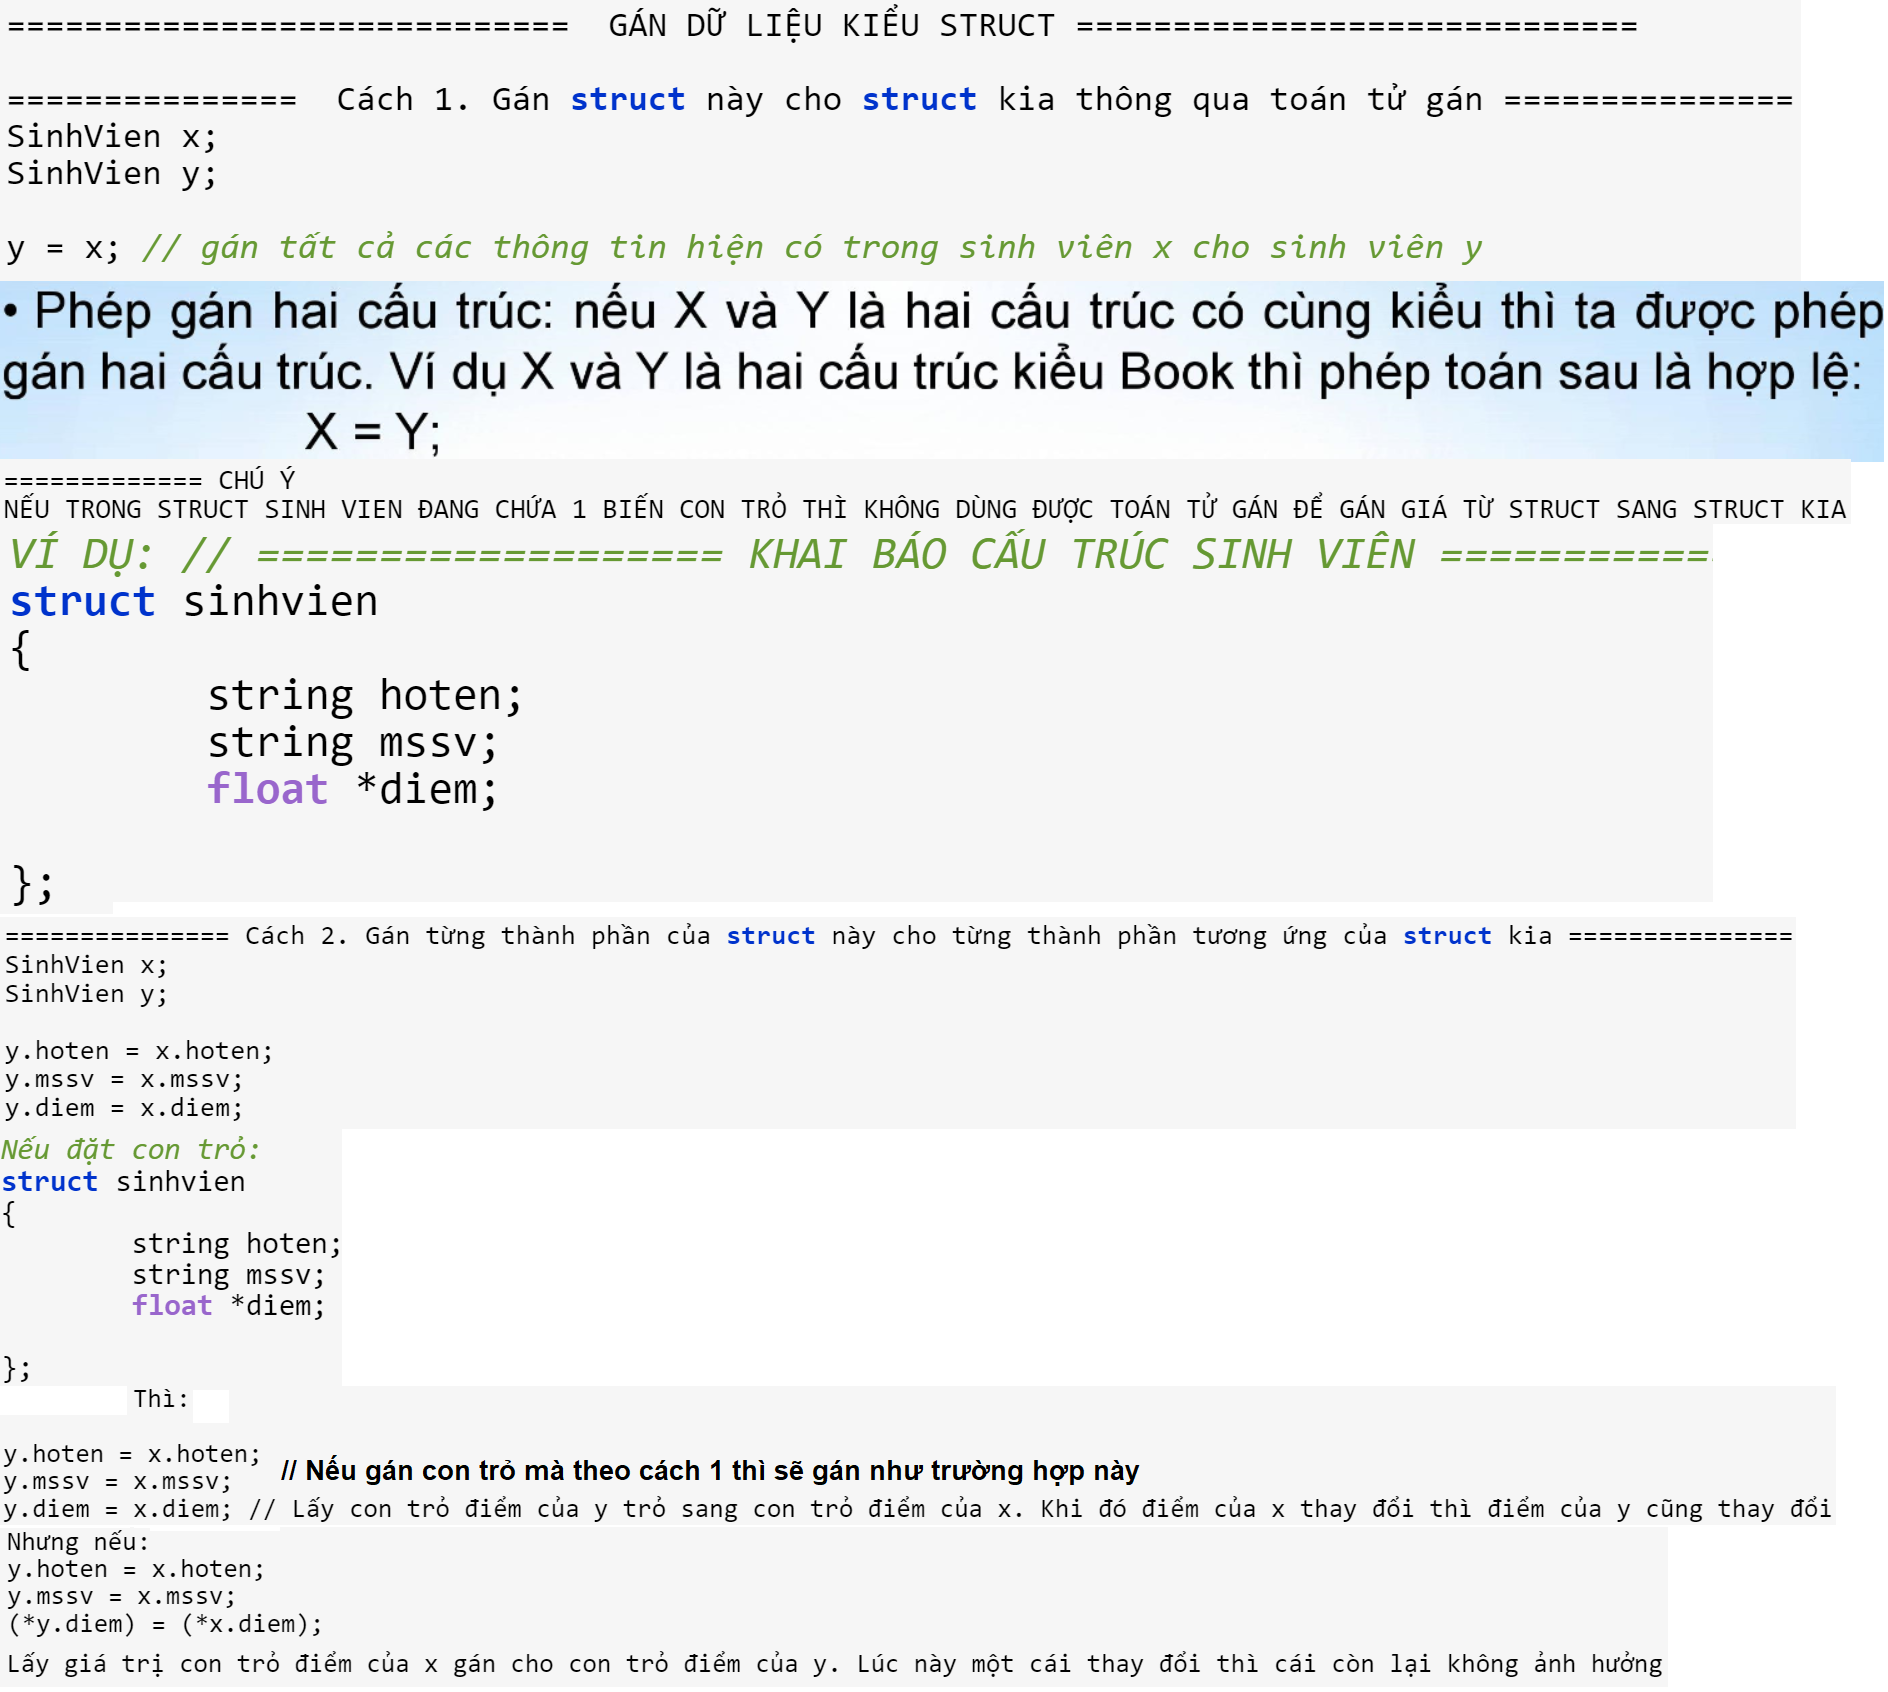 =============================  GÁN DỮ LIỆU KIỂU STRUCT =============================
===============  Cách 1. Gán struct này cho struct kia thông qua toán tử gán ===============
SinhVien x;
SinhVien y;
y = x; // gán tất cả các thông tin hiện có trong sinh viên x cho sinh viên y
• Phép gán hai cấu trúc: nếu X và Y là hai cấu trúc có cùng kiểu thì ta được phép
gán hai cấu trúc. Ví dụ X và Y là hai cấu trúc kiểu Book thì phép toán sau là hợp lệ:
X = Y;
============= CHÚ Ý
NẾU TRONG STRUCT SINH VIEN ĐANG CHỨA 1 BIẾN CON TRỎ THÌ KHÔNG DÙNG ĐƯỢC TOÁN TỬ GÁN ĐỂ GÁN GIÁ TỪ STRUCT SANG STRUCT KIA
VÍ DỤ: // =================== KHAI BÁO CẤU TRÚC SINH VIÊN ===========
struct sinhvien
{
string hoten;
string mssv;
float *diem;
};
=============== Cách 2. Gán từng thành phần của struct này cho từng thành phần tương ứng của struct kia ===============
SinhVien x;
SinhVien y;
y.hoten = x.hoten;
y.mssv = x.mssv;
y.diem = x.diem;
Nếu đặt con trỏ:
struct sinhvien
{
string hoten;
string mssv;
float *diem;
};
Thì:
y.hoten = x.hoten;
// Nếu gán con trỏ mà theo cách 1 thì sẽ gán như trường hợp này
y.mssv = x.mssv;
y.diem = x.diem; // Lấy con trỏ điểm của y trỏ sang con trỏ điểm của x. Khi đó điểm của x thay đổi thì điểm của y cũng thay đổi
Nhưng nếu:
y.hoten = x.hoten;
y.mssv = x.mssv;
(*y.diem) = (*x.diem);
Lấy giá trị con trỏ điểm của x gán cho con trỏ điểm của y. Lúc này một cái thay đổi thì cái còn lại không ảnh hưởng